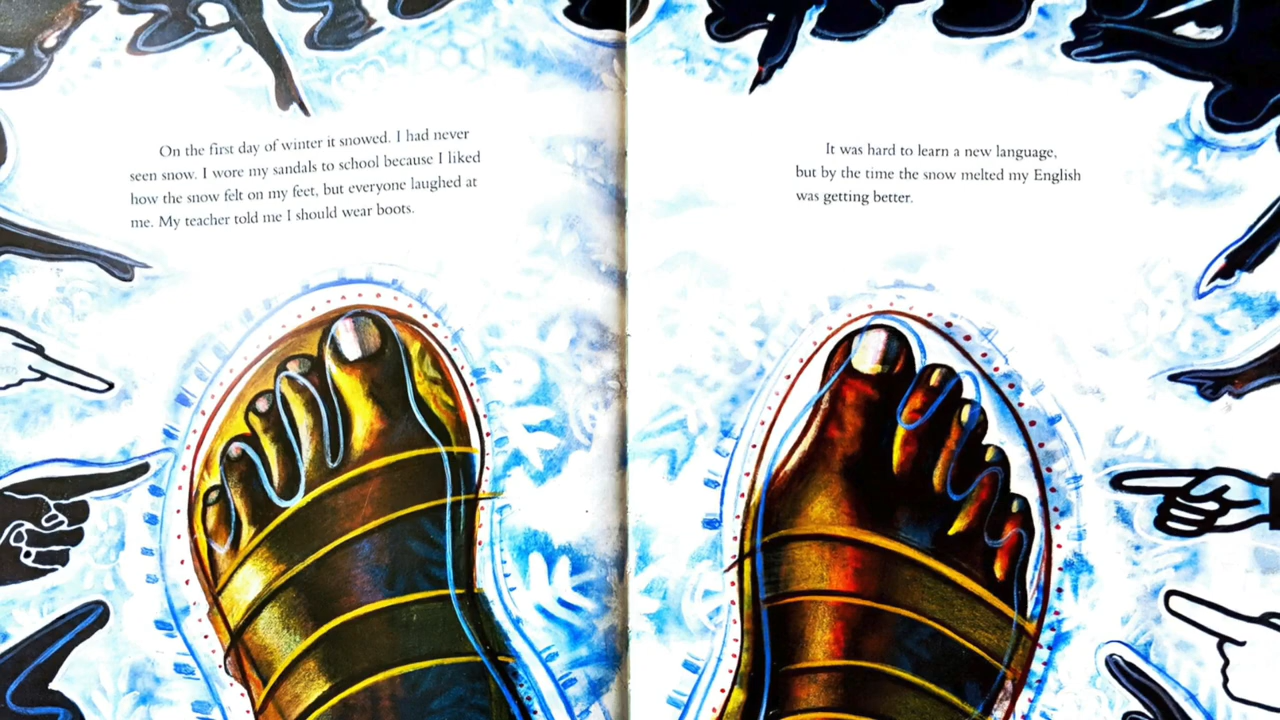 On the first day of winter it snowed. I had never
seen snow. I wore my sandals to school because I liked
how the snow felt on my feet, but everyone laughed at
me. My teacher told me I should wear boots.
It was hard to learn a new language,
but by the time the snow melted my English
was getting better.